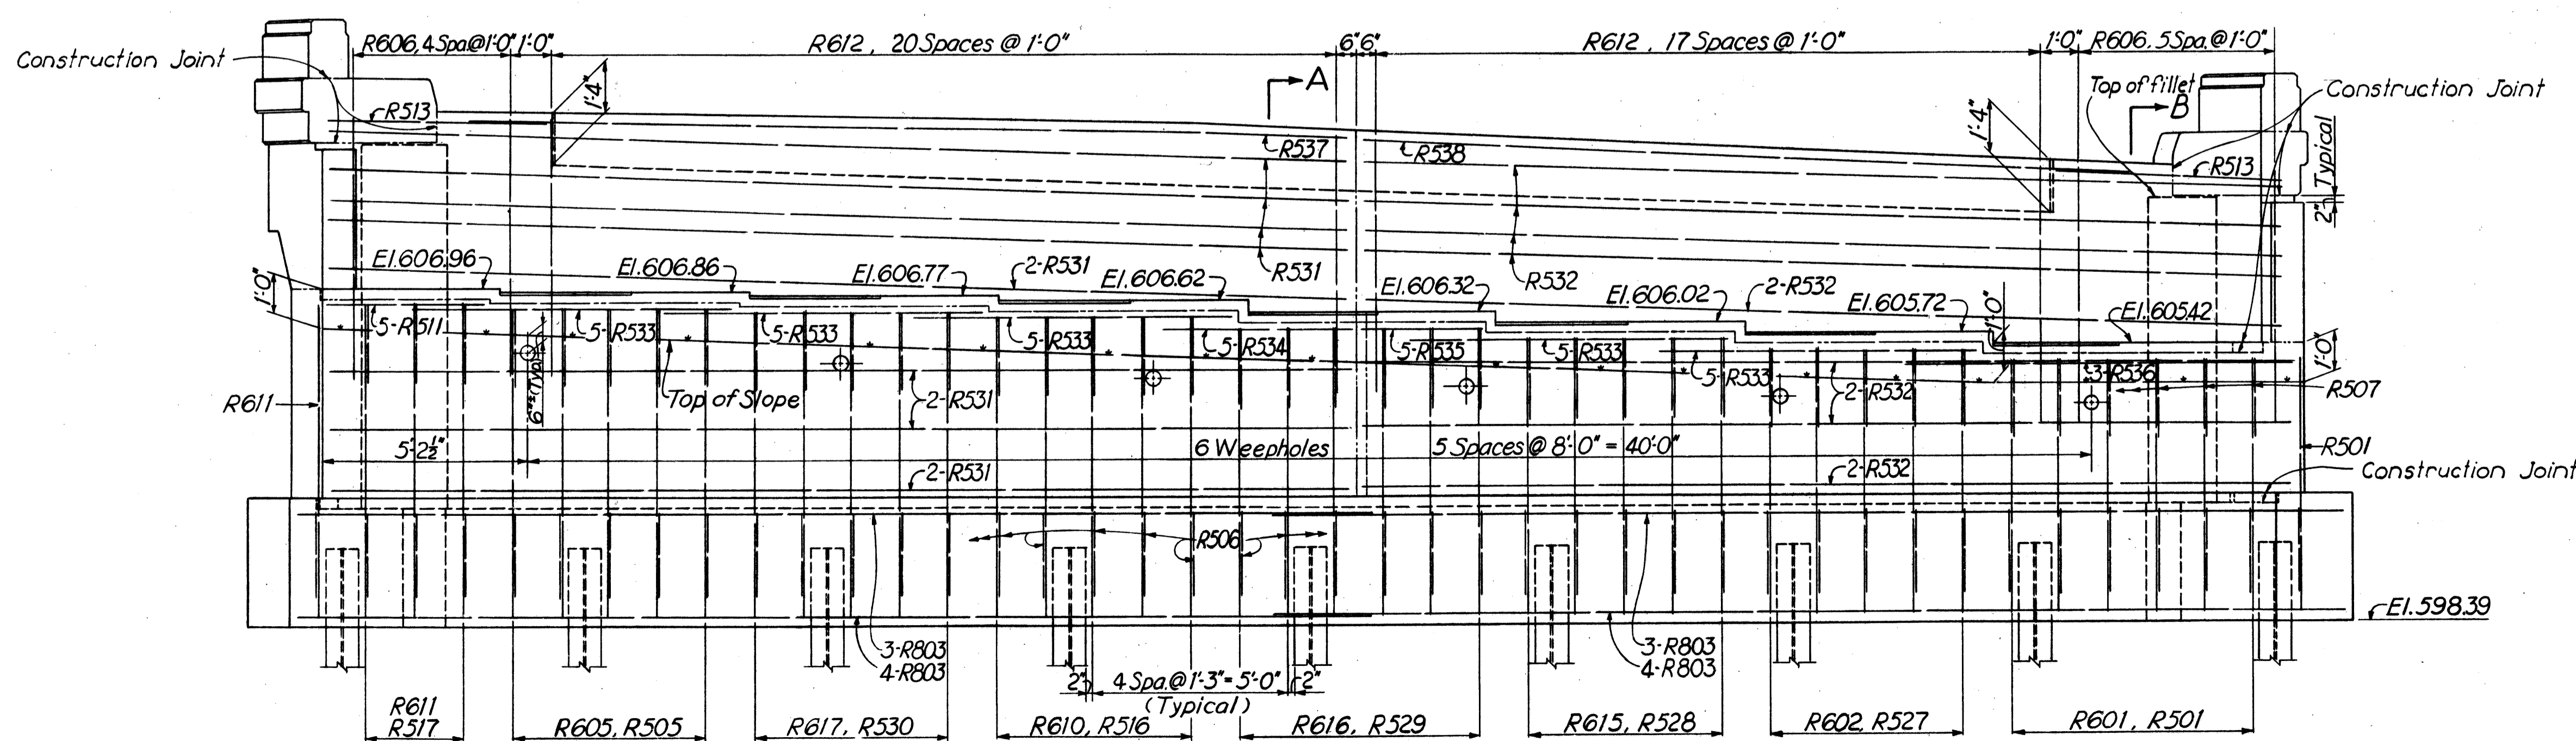 R606, 4 Spa.@1'-0" 1'-0" R612, 20 Spaces @ 1'-0" 6" 6" R612, 17 Spaces @ 1'-0" 1'-0" R606, 5 Spa.@1'-0"
Construction Joint
A
Top of fillet
Construction Joint
1'-4"
1'-4"
B
R513
R537
R538
R513
2" Typical
R531
R532
El. 606.96
El. 606.86
El. 606.77
2-R531
El. 606.62
El. 606.32
El. 606.02
2-R532
El. 605.72
El. 605.42
1'-0"
1'-0"
1'-0"
5-R511
5-R533
5-R533
5-R533
5-R534
5-R535
5-R533
5-R533
3-R536
R507
R611
6"± (Typ.)
Top of Slope
2-R531
2-R532
5'-2½"
6 Weepholes
5 Spaces @ 8'-0" = 40'-0"
R501
2-R531
2-R532
Construction Joint
R506
El. 598.39
3-R803
4-R803
3-R803
4-R803
2" 4 Spa.@ 1'-3" = 5'-0" 2"
(Typical)
R611
R517
R605, R505
R617, R530
R610, R516
R616, R529
R615, R528
R602, R527
R601, R501